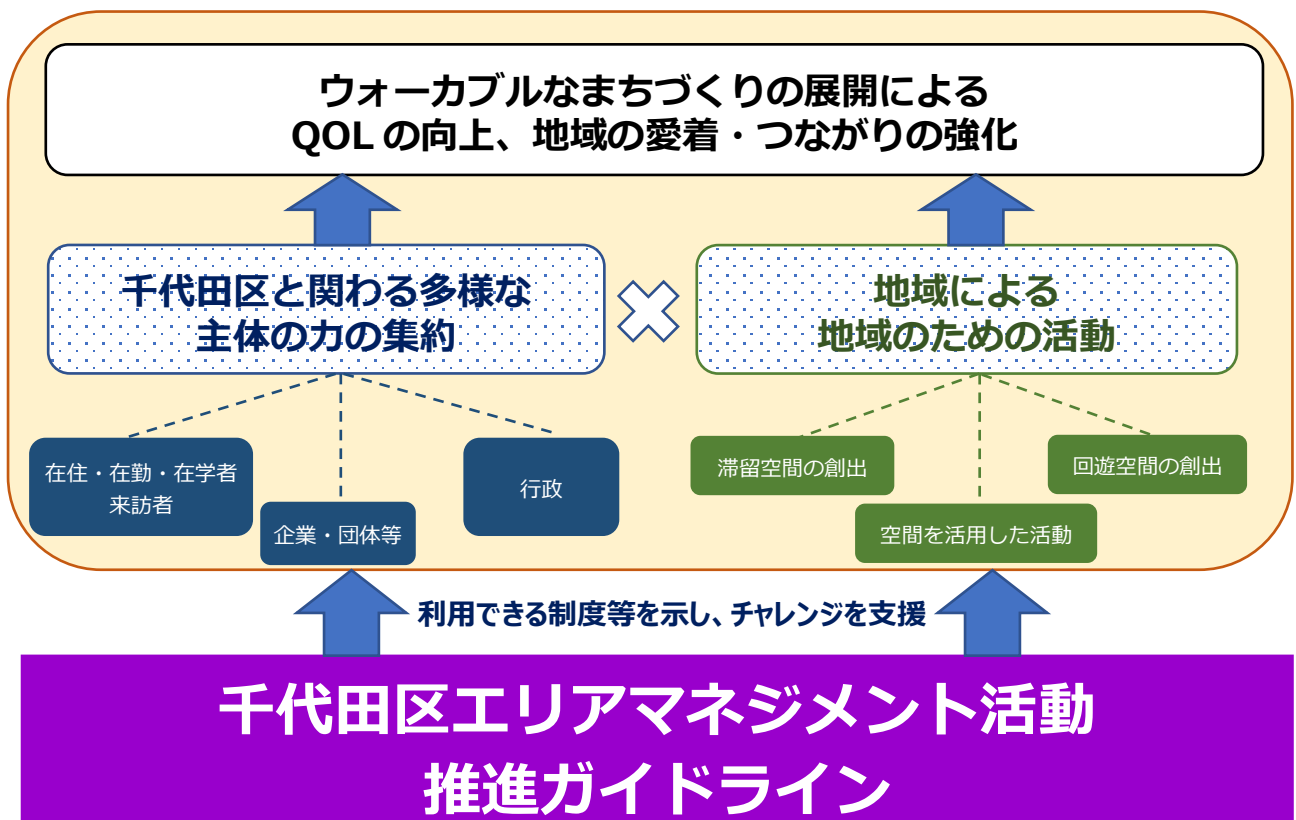 ウォーカブルなまちづくりの展開による
QOLの向上、地域の愛着・つながりの強化
千代田区と関わる多様な
主体の力の集約
地域による
地域のための活動
在住・在勤・在学者
来訪者
企業・団体等
行政
滞留空間の創出
空間を活用した活動
回遊空間の創出
利用できる制度等を示し、チャレンジを支援
千代田区エリアマネジメント活動
推進ガイドライン